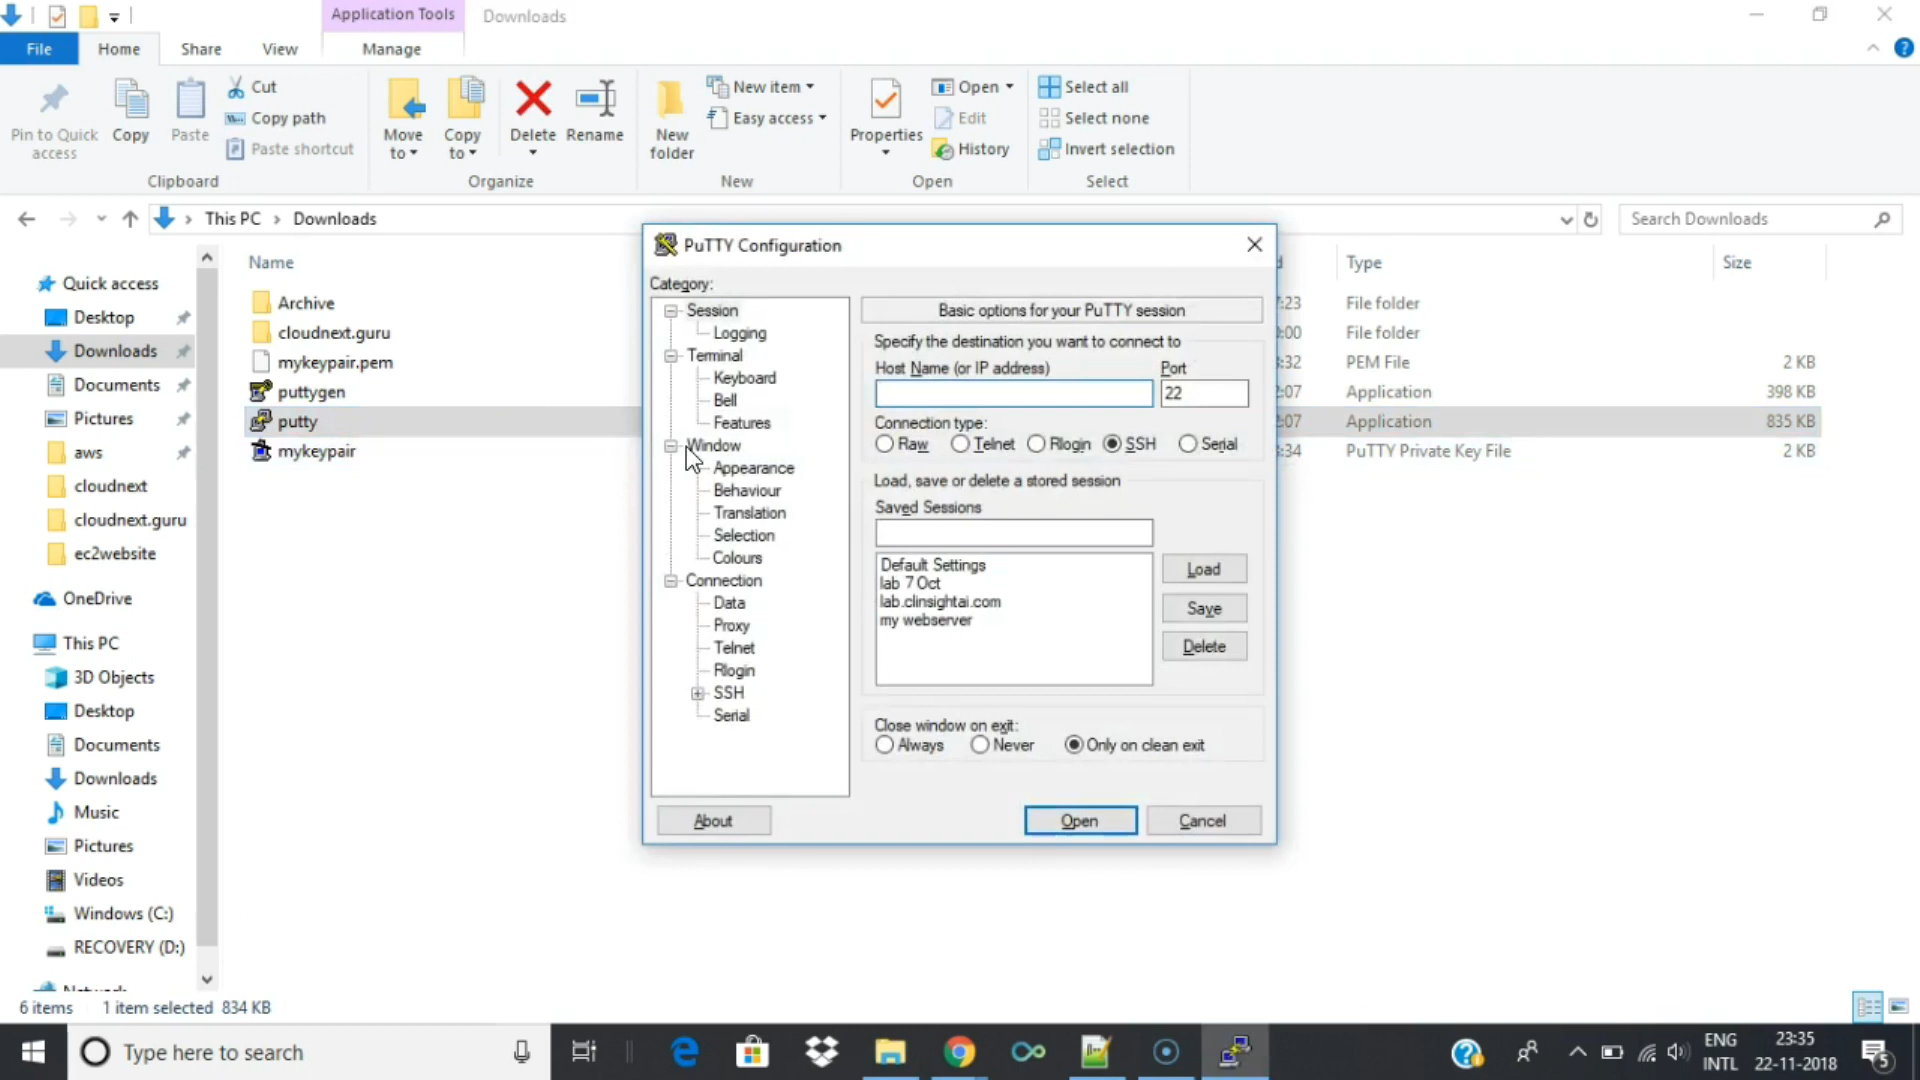 Application Tools
Downloads
File
Home
Share
View
Manage
Pin to Quick access
Copy
Paste
Cut
Copy path
Paste shortcut
Clipboard
Move to
Copy to
Delete
Rename
Organize
New folder
New item
Easy access
New
Properties
Open
Edit
History
Open
Select all
Select none
Invert selection
Select
This PC
Downloads
Search Downloads
Quick access
Desktop
Downloads
Documents
Pictures
aws
cloudnext
cloudnext.guru
ec2website
OneDrive
This PC
3D Objects
Desktop
Documents
Downloads
Music
Pictures
Videos
Windows (C:)
RECOVERY (D:)
Name
Type
Size
Archive
:23
File folder
cloudnext.guru
:00
File folder
mykeypair.pem
:32
PEM File
2 KB
puttygen
:07
Application
398 KB
putty
:07
Application
835 KB
mykeypair
:34
PuTTY Private Key File
2 KB
PuTTY Configuration
Category:
Session
Logging
Terminal
Keyboard
Bell
Features
Window
Appearance
Behaviour
Translation
Selection
Colours
Connection
Data
Proxy
Telnet
Rlogin
SSH
Serial
Basic options for your PuTTY session
Specify the destination you want to connect to
Host Name (or IP address)
Port
22
Connection type:
Raw
Telnet
Rlogin
SSH
Serial
Load, save or delete a stored session
Saved Sessions
Default Settings
lab 7 Oct
lab.clinsightai.com
my webserver
Load
Save
Delete
Close window on exit:
Always
Never
Only on clean exit
About
Open
Cancel
6 items
1 item selected 834 KB
Type here to search
ENG
INTL
23:35
22-11-2018
5